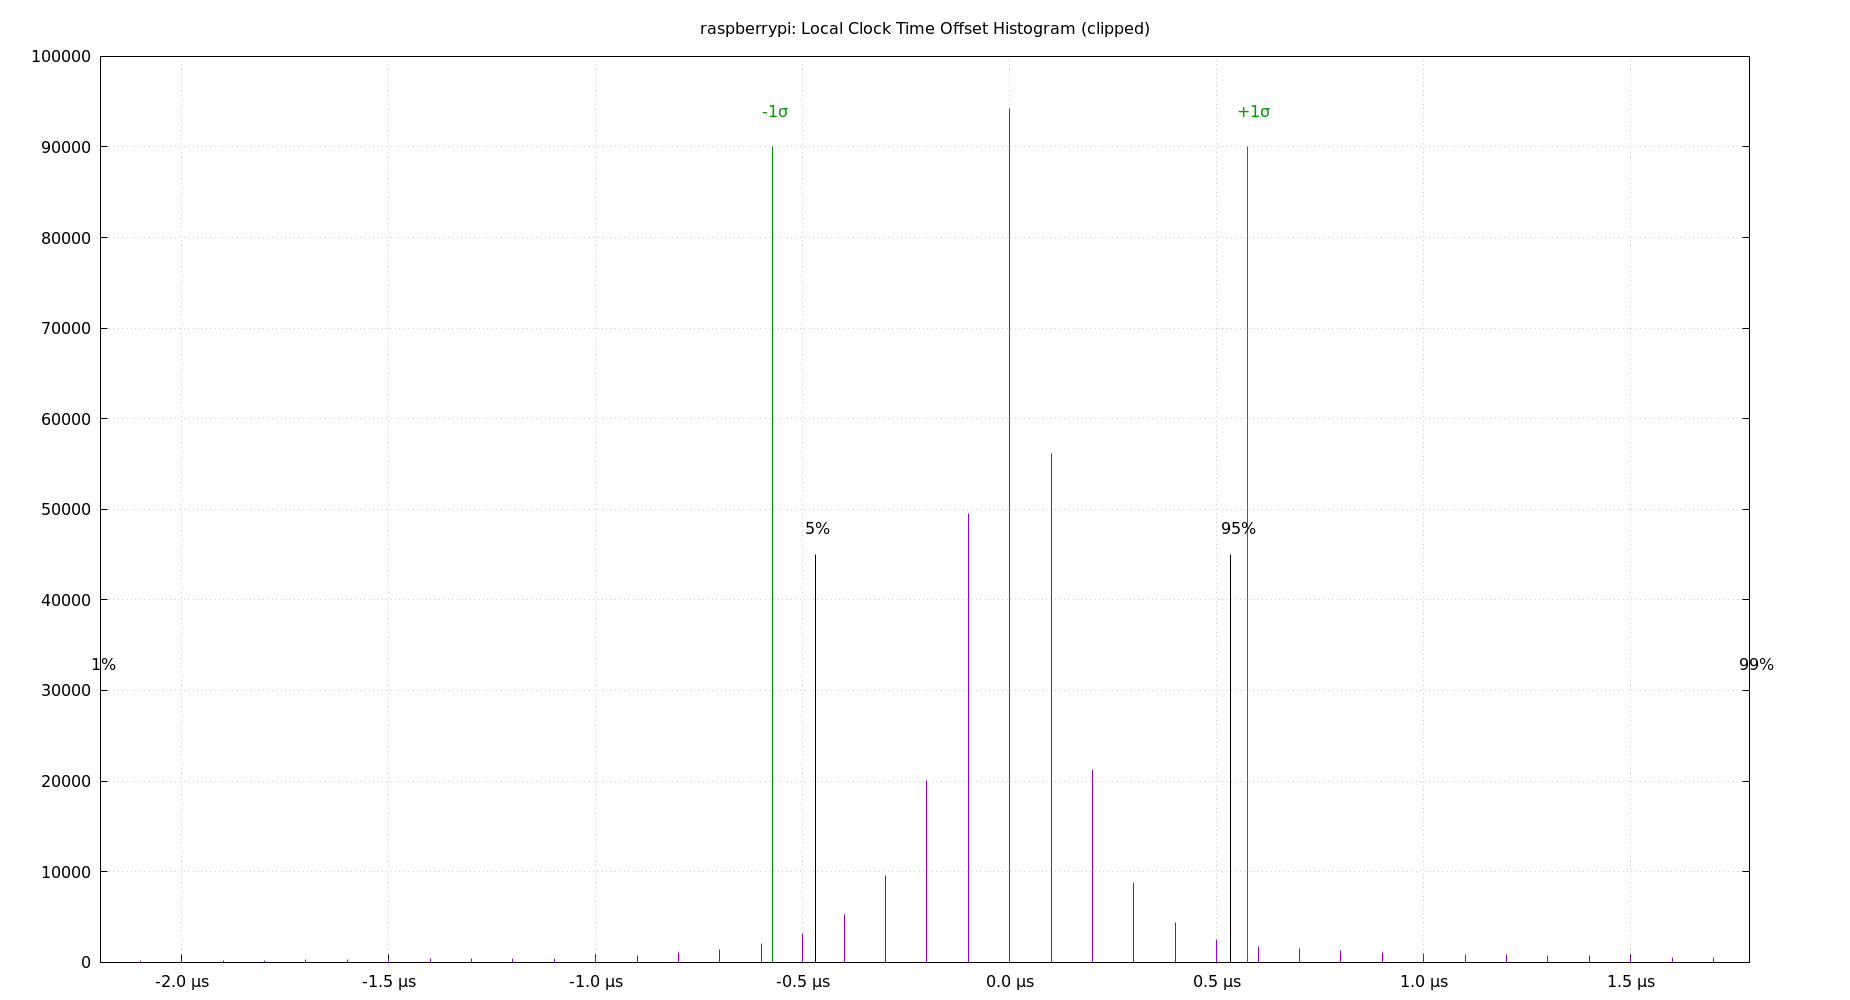 raspberrypi: Local Clock Time Offset Histogram (clipped)
100000
-1σ
+1σ
90000
80000
70000
60000
50000
5%
95%
40000
1%
99%
30000
20000
10000
0
-2.0 µs
-1.5 µs
-1.0 µs
-0.5 µs
0.0 µs
0.5 µs
1.0 µs
1.5 µs